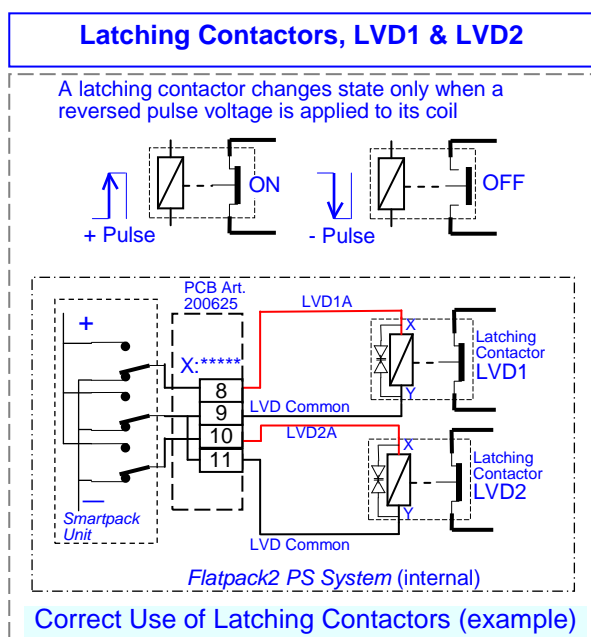 Latching Contactors, LVD1 & LVD2
A latching contactor changes state only when a
reversed pulse voltage is applied to its coil
ON
+ Pulse
OFF
- Pulse
PCB Art.
200625
LVD1A
+
X:*****
8
9
10
11
LVD Common
LVD2A
LVD Common
X
Y
Latching
Contactor
LVD1
X
Y
Latching
Contactor
LVD2
—
Smartpack
Unit
Flatpack2 PS System (internal)
Correct Use of Latching Contactors (example)